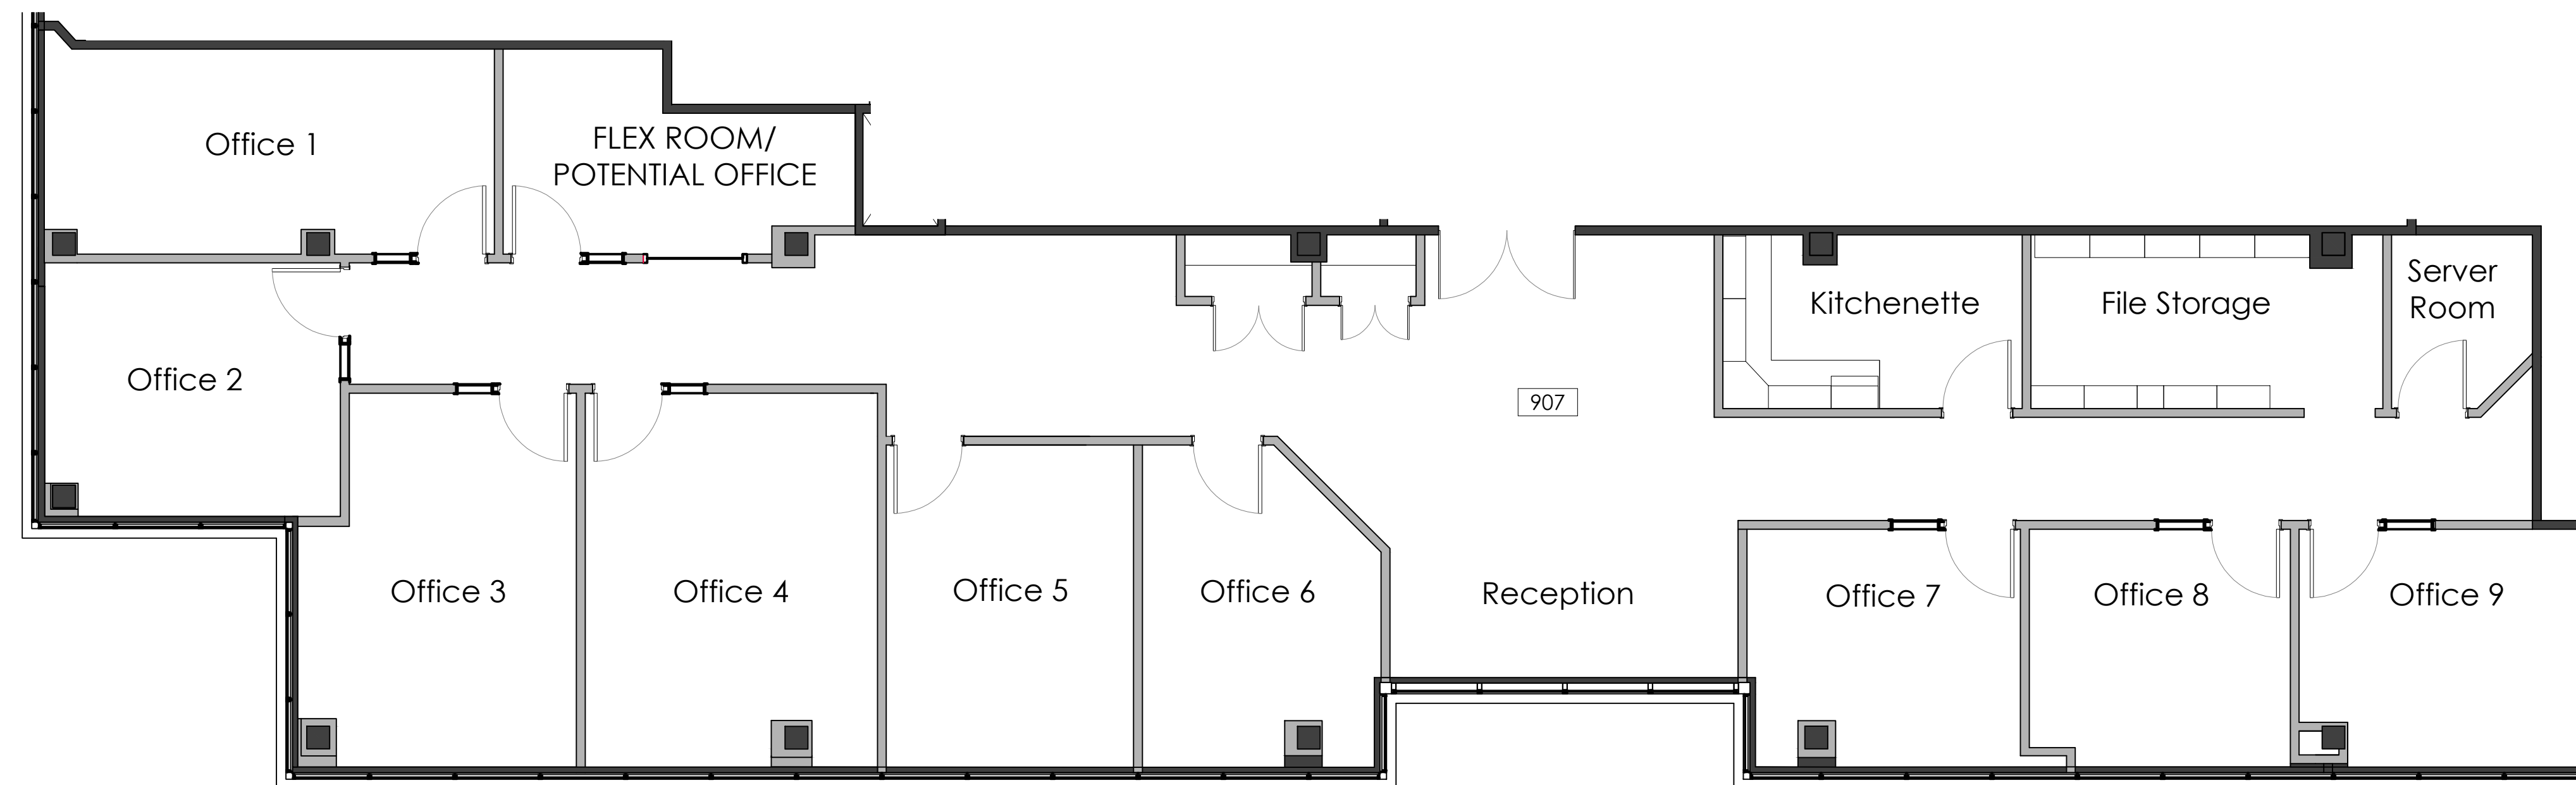 Office 1
FLEX ROOM/
POTENTIAL OFFICE
Server
Room
Kitchenette
File Storage
Office 2
907
Office 3
Office 4
Office 5
Office 6
Reception
Office 7
Office 8
Office 9